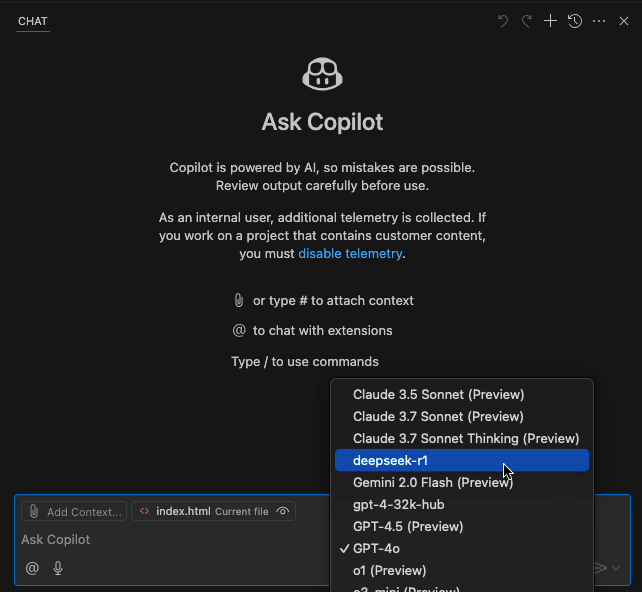 CHAT
Ask Copilot
Copilot is powered by AI, so mistakes are possible.
Review output carefully before use.
As an internal user, additional telemetry is collected. If
you work on a project that contains customer content,
you must disable telemetry.
or type # to attach context
@ to chat with extensions
Type / to use commands
Claude 3.5 Sonnet (Preview)
Claude 3.7 Sonnet (Preview)
Claude 3.7 Sonnet Thinking (Preview)
deepseek-r1
Gemini 2.0 Flash (Preview)
gpt-4-32k-hub
GPT-4.5 (Preview)
✓ GPT-4o
o1 (Preview)
o3-mini (Preview)
Add Context...
<> index.html Current file
Ask Copilot
@